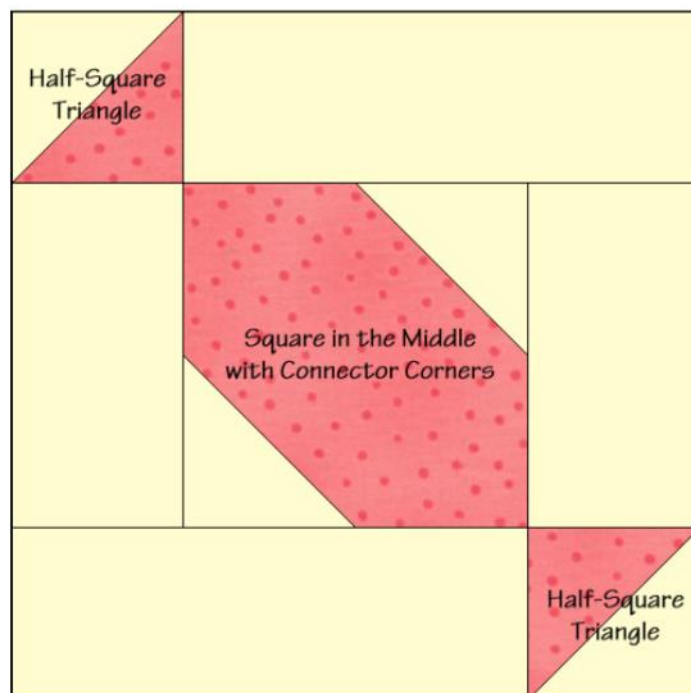 Half-Square
Triangle
Square in the Middle
with Connector Corners
Half-Square
Triangle